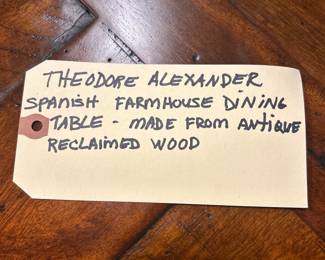 THEODORE ALEXANDER
SPANISH FARMHOUSE DINING
TABLE - MADE FROM ANTIQUE
RECLAIMED WOOD